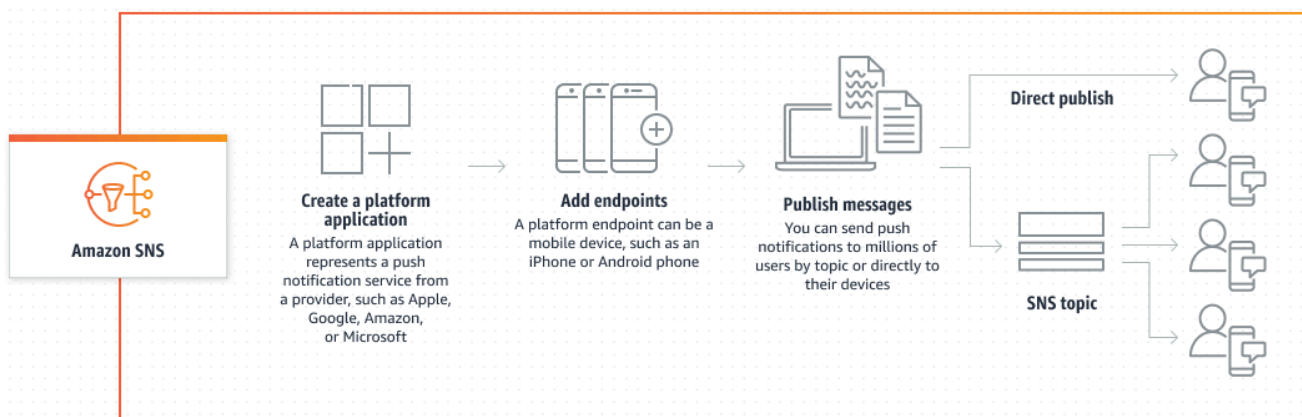 Amazon SNS
Create a platform
application
A platform application
represents a push
notification service from
a provider, such as Apple,
Google, Amazon,
or Microsoft
Add endpoints
A platform endpoint can be a
mobile device, such as an
iPhone or Android phone
Publish messages
You can send push
notifications to millions of
users by topic or directly to
their devices
Direct publish
SNS topic